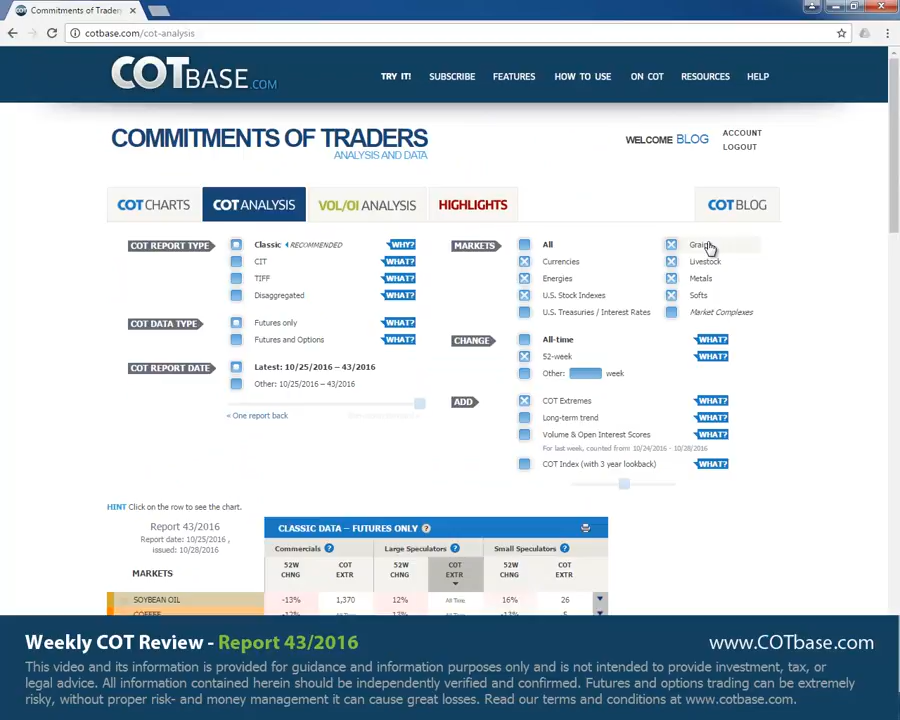 Commitments of Traders
cotbase.com/cot-analysis
COTBASE.COM
TRY IT! SUBSCRIBE FEATURES HOW TO USE ON COT RESOURCES HELP
COMMITMENTS OF TRADERS
ANALYSIS AND DATA
WELCOME BLOG
ACCOUNT
LOGOUT
COT CHARTS COT ANALYSIS VOL/OI ANALYSIS HIGHLIGHTS COT BLOG
COT REPORT TYPE
Classic RECOMMENDED WHY?
CIT WHAT?
TIFF WHAT?
Disaggregated WHAT?
COT DATA TYPE
Futures only WHAT?
Futures and Options WHAT?
COT REPORT DATE
Latest: 10/25/2016 – 43/2016
Other: 10/25/2016 – 43/2016
« One report back
MARKETS
All
Currencies Livestock
Energies Metals
U.S. Stock Indexes Softs
U.S. Treasuries / Interest Rates Market Complexes
CHANGE
All-time WHAT?
52-week WHAT?
Other: week
ADD
COT Extremes WHAT?
Long-term trend WHAT?
Volume & Open Interest Scores WHAT?
For last week, counted from: 10/24/2016 - 10/28/2016
COT Index (with 3 year lookback) WHAT?
HINT Click on the row to see the chart.
Report 43/2016
Report date: 10/25/2016 ,
issued: 10/28/2016
MARKETS
CLASSIC DATA – FUTURES ONLY ?
Commercials ? Large Speculators ? Small Speculators ?
52W CHNG COT EXTR 52W CHNG COT EXTR 52W CHNG COT EXTR
SOYBEAN OIL -13% 1,370 12% All Time 16% 26
Weekly COT Review - Report 43/2016
www.COTbase.com
This video and its information is provided for guidance and information purposes only and is not intended to provide investment, tax, or
legal advice. All information contained herein should be independently verified and confirmed. Futures and options trading can be extremely
risky, without proper risk- and money management it can cause great losses. Read our terms and conditions at www.cotbase.com.